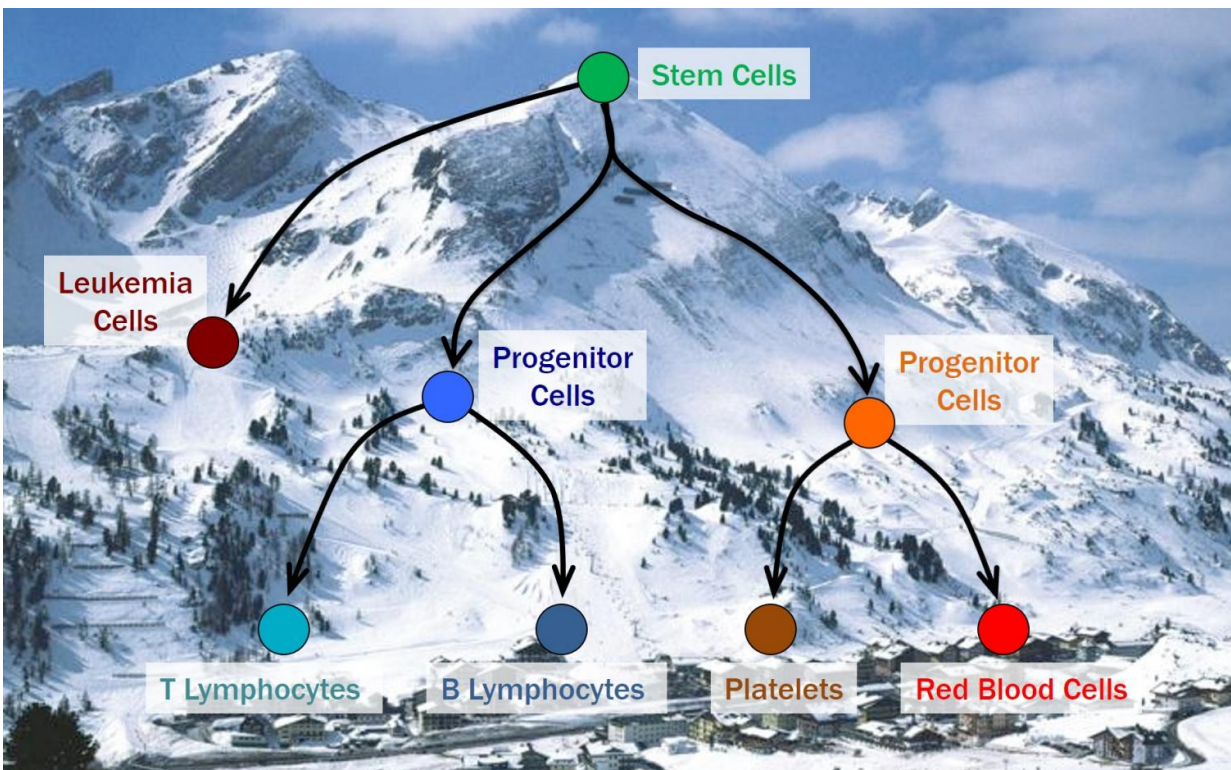 Stem Cells
Leukemia
Cells
Progenitor
Cells
Progenitor
Cells
T Lymphocytes
B Lymphocytes
Platelets
Red Blood Cells